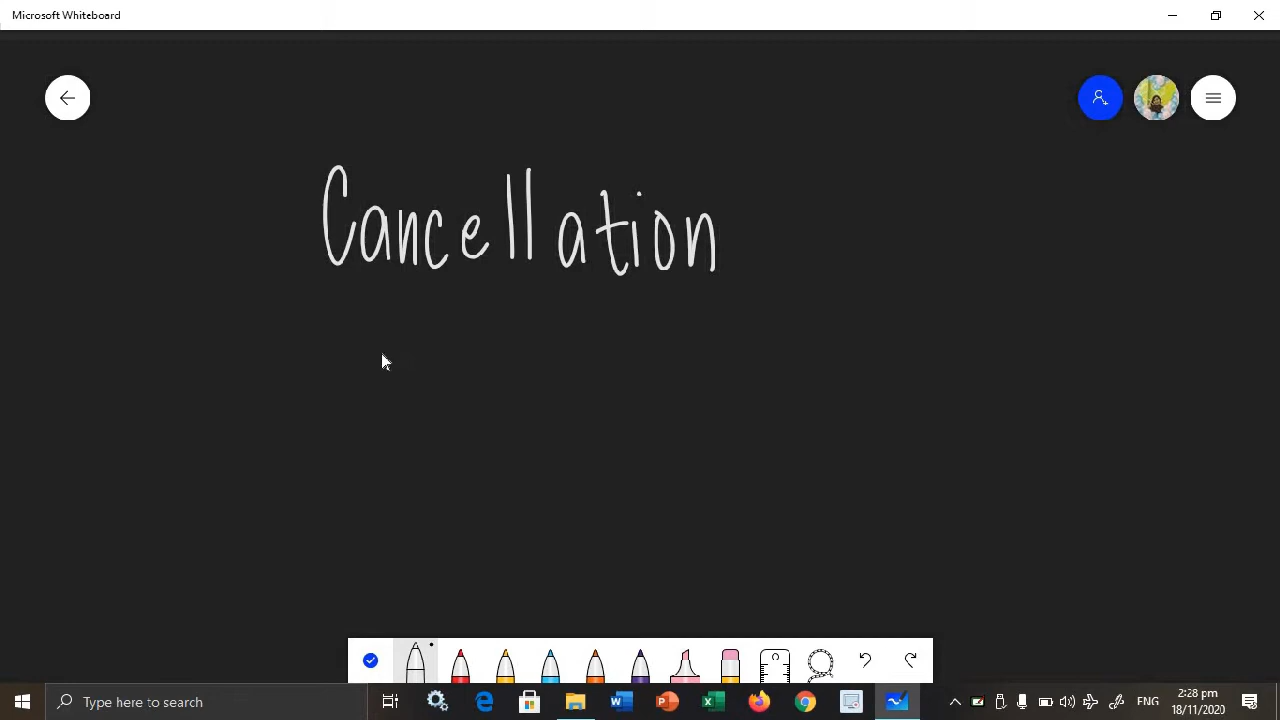 Microsoft Whiteboard
Cancellation
Type here to search
ENG
2:28 pm
18/11/2020